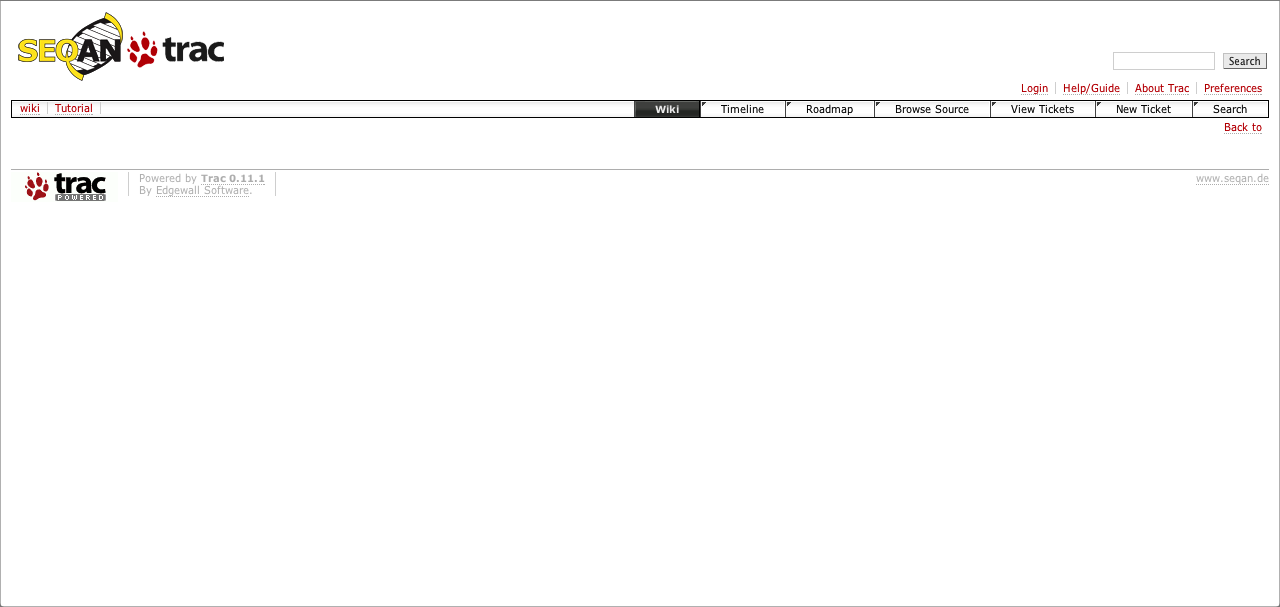 SEQAN trac
Search
Login Help/Guide About Trac Preferences
wiki Tutorial Wiki Timeline Roadmap Browse Source View Tickets New Ticket Search
Back to
trac POWERED
Powered by Trac 0.11.1
By Edgewall Software.
www.seqan.de